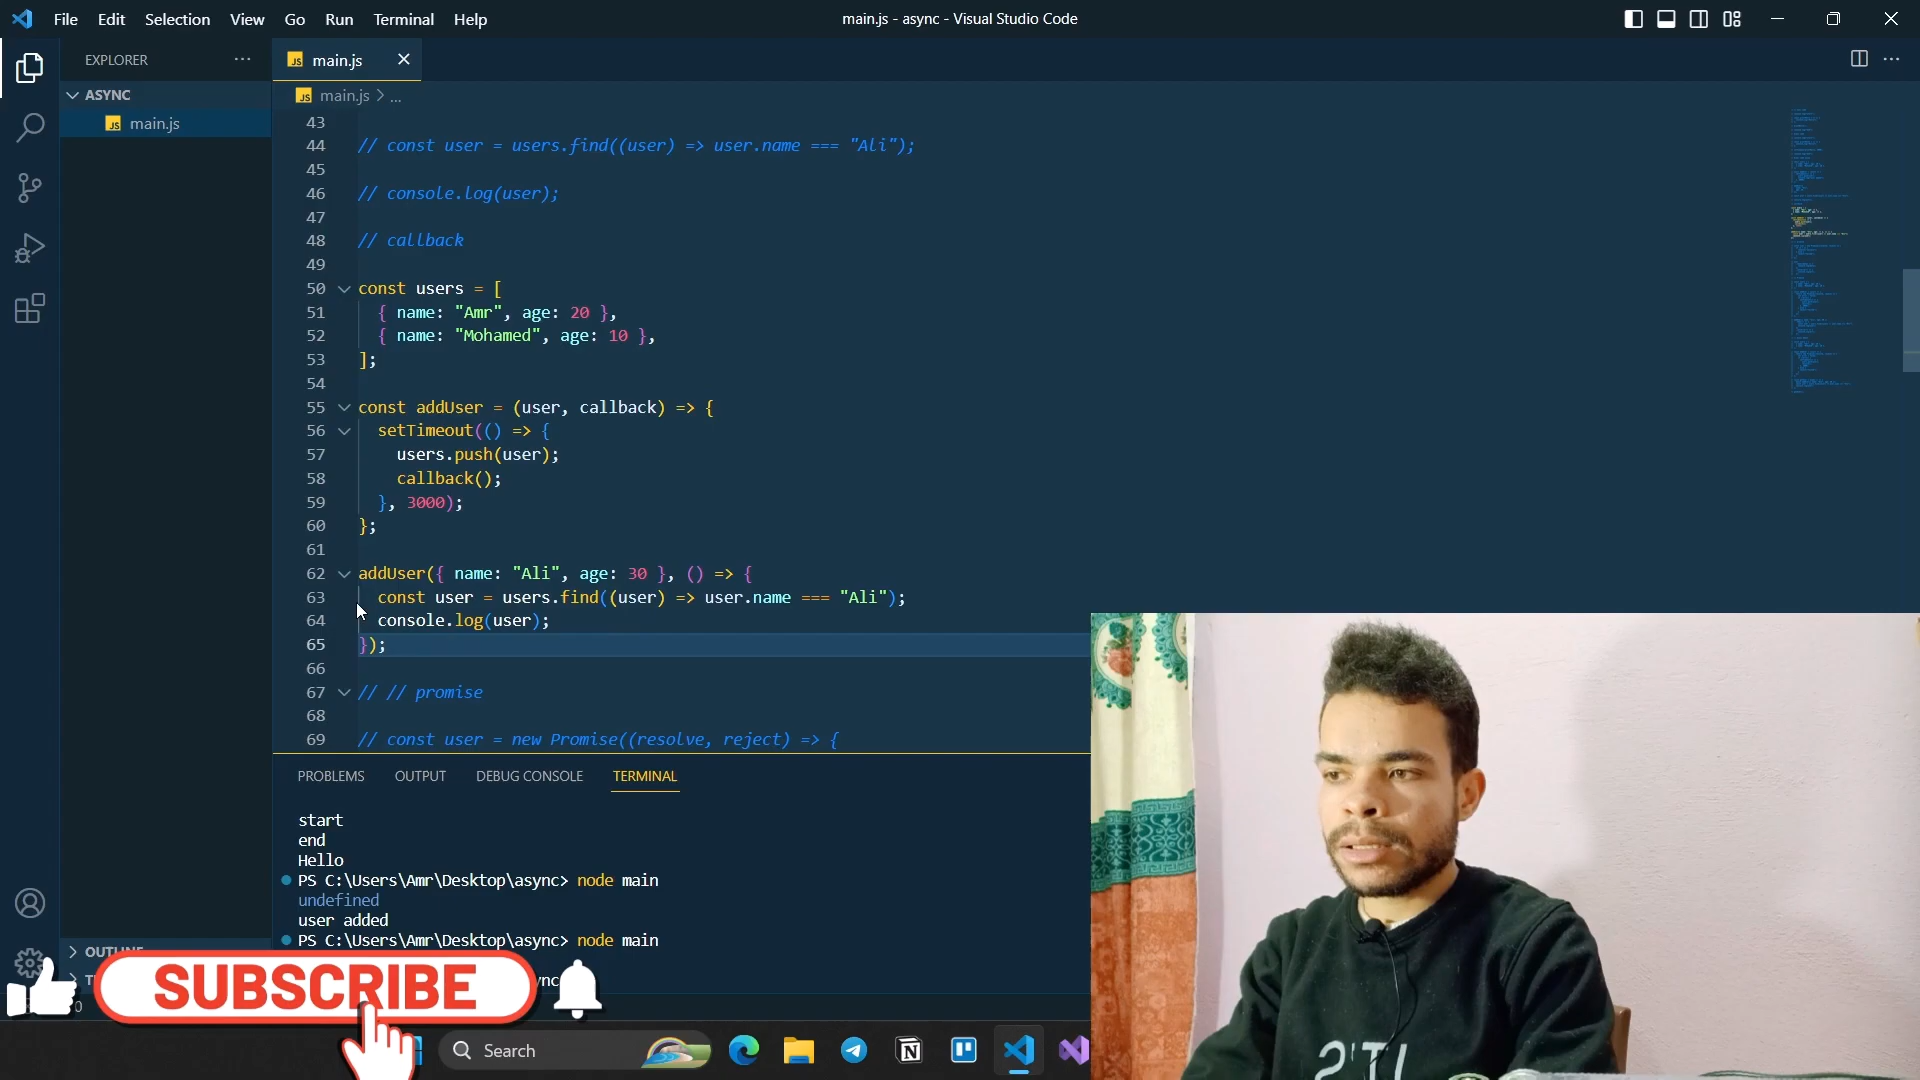 File Edit Selection View Go Run Terminal Help
main.js - async - Visual Studio Code
EXPLORER
ASYNC
main.js
OUTLINE
main.js
main.js > ...
43
44 // const user = users.find((user) => user.name === "Ali");
45
46 // console.log(user);
47
48 // callback
49
50 const users = [
51 { name: "Amr", age: 20 },
52 { name: "Mohamed", age: 10 },
53 ];
54
55 const addUser = (user, callback) => {
56 setTimeout(() => {
57 users.push(user);
58 callback();
59 }, 3000);
60 };
61
62 addUser({ name: "Ali", age: 30 }, () => {
63 const user = users.find((user) => user.name === "Ali");
64 console.log(user);
65 });
66
67 // // promise
68
69 // const user = new Promise((resolve, reject) => {
PROBLEMS OUTPUT DEBUG CONSOLE TERMINAL
start
end
Hello
PS C:\Users\Amr\Desktop\async> node main
undefined
user added
PS C:\Users\Amr\Desktop\async> node main
SUBSCRIBE
Search